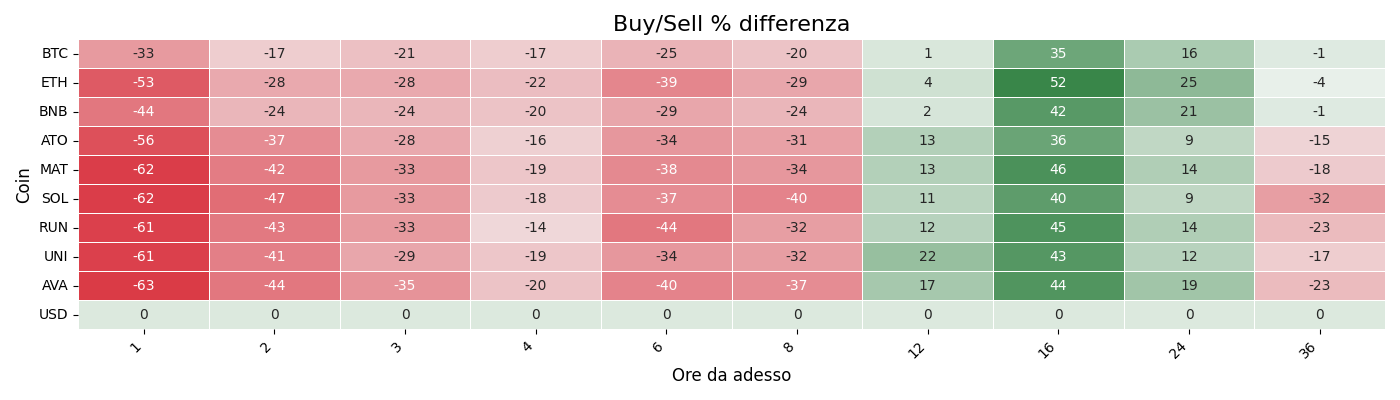 Buy/Sell % differenza
Coin
BTC -33 -17 -21 -17 -25 -20 1 35 16 -1
ETH -53 -28 -28 -22 -39 -29 4 52 25 -4
BNB -44 -24 -24 -20 -29 -24 2 42 21 -1
ATO -56 -37 -28 -16 -34 -31 13 36 9 -15
MAT -62 -42 -33 -19 -38 -34 13 46 14 -18
SOL -62 -47 -33 -18 -37 -40 11 40 9 -32
RUN -61 -43 -33 -14 -44 -32 12 45 14 -23
UNI -61 -41 -29 -19 -34 -32 22 43 12 -17
AVA -63 -44 -35 -20 -40 -37 17 44 19 -23
USD 0 0 0 0 0 0 0 0 0 0
1 2 3 4 6 8 12 16 24 36
Ore da adesso